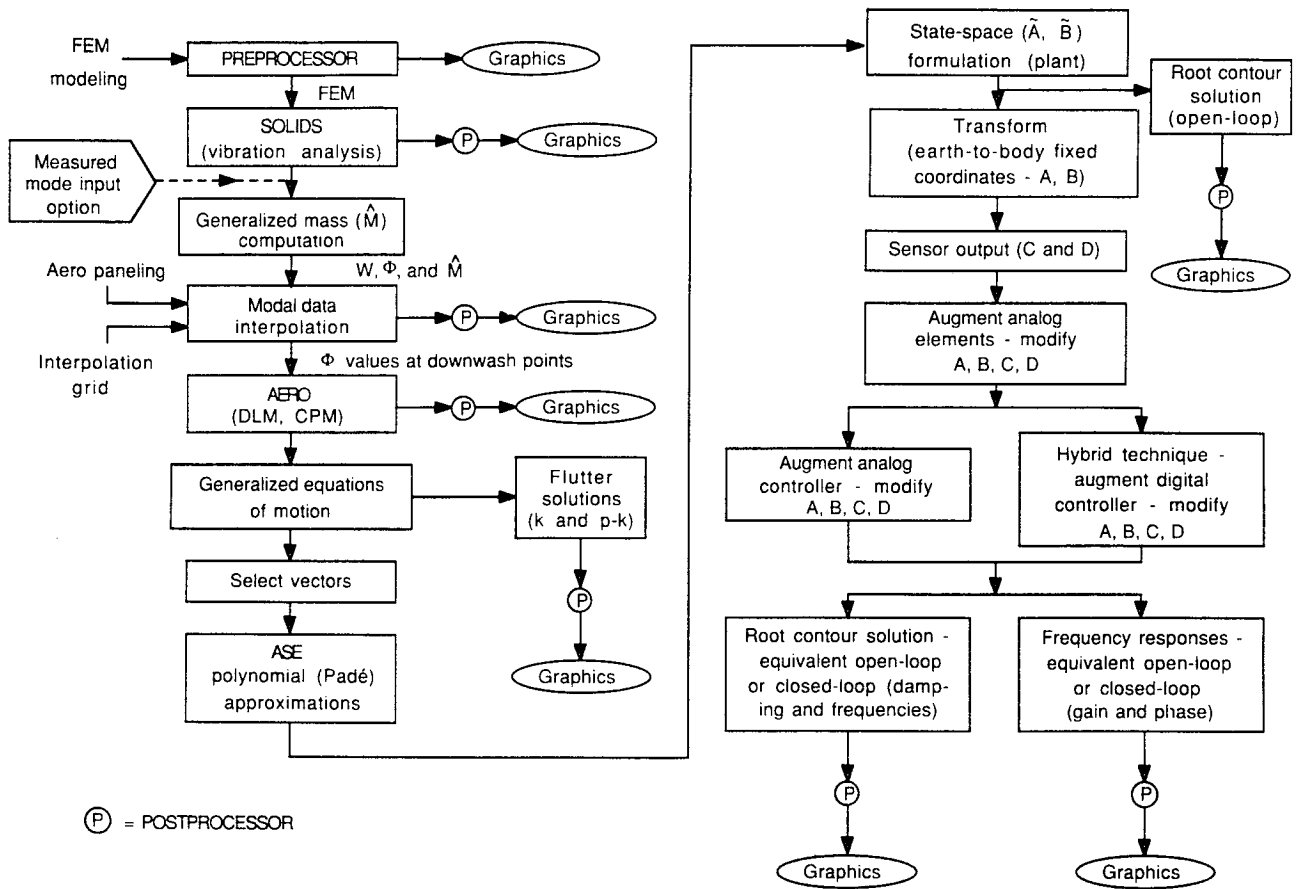 FEM
modeling
PREPROCESSOR
Graphics
FEM
SOLIDS
(vibration analysis)
P
Graphics
Measured
mode input
option
Generalized mass (M̂)
computation
Aero paneling
W, Φ, and M̂
Modal data
interpolation
P
Graphics
Interpolation
grid
Φ values at downwash points
AERO
(DLM, CPM)
P
Graphics
Generalized equations
of motion
Flutter
solutions
(k and p-k)
P
Graphics
Select vectors
ASE
polynomial (Padé)
approximations
P = POSTPROCESSOR
State-space (Ã, B̃)
formulation (plant)
Root contour
solution
(open-loop)
P
Graphics
Transform
(earth-to-body fixed
coordinates - A, B)
Sensor output (C and D)
Augment analog
elements - modify
A, B, C, D
Augment analog
controller - modify
A, B, C, D
Hybrid technique -
augment digital
controller - modify
A, B, C, D
Root contour solution -
equivalent open-loop
or closed-loop (damp-
ing and frequencies)
P
Graphics
Frequency responses -
equivalent open-loop
or closed-loop
(gain and phase)
P
Graphics